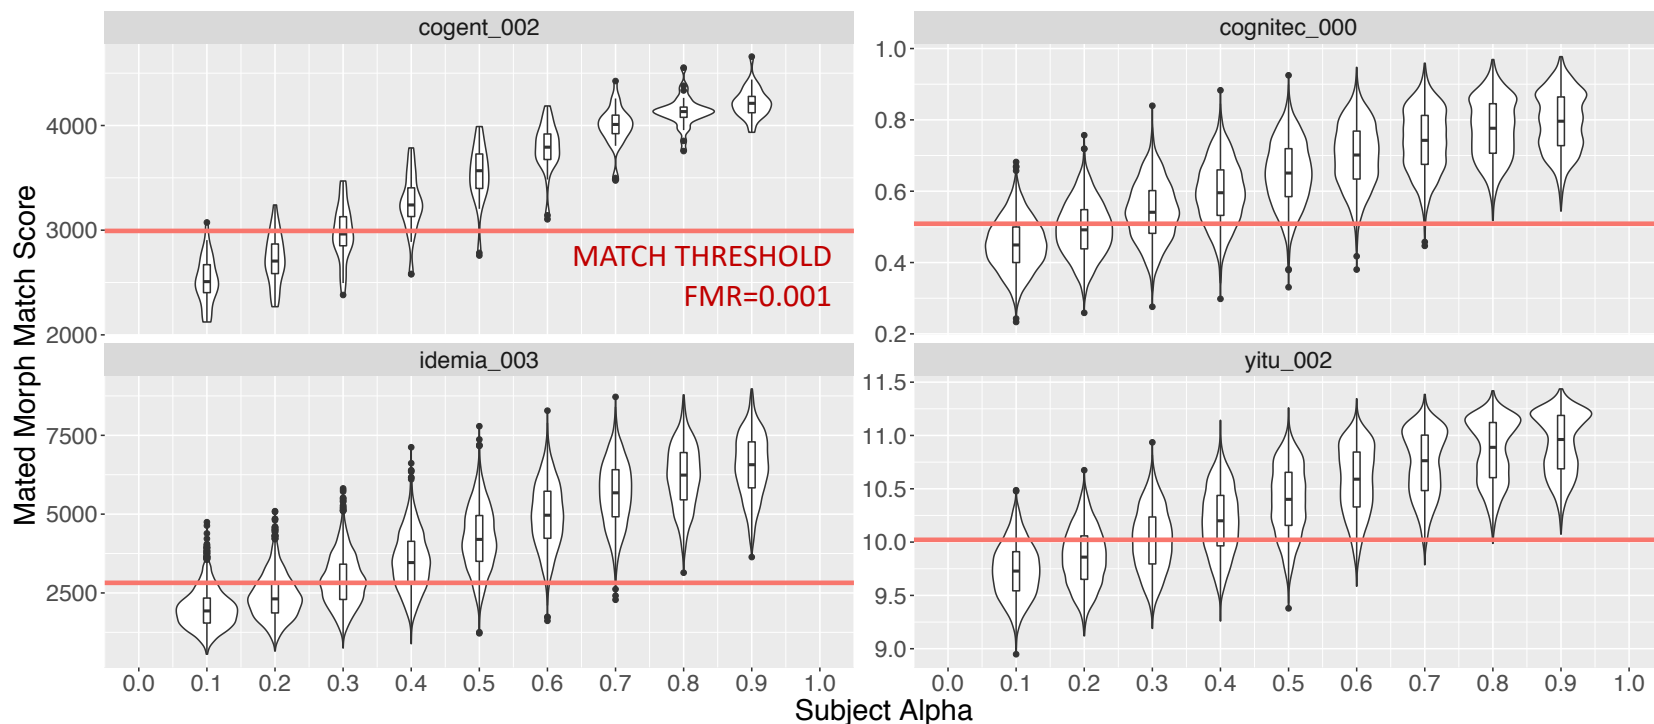 cogent_002
cognitec_000
4000
3000
2000
1.0
0.8
0.6
0.4
0.2
MATCH THRESHOLD
FMR=0.001
Mated Morph Match Score
idemia_003
yitu_002
7500
5000
2500
11.5
11.0
10.5
10.0
9.5
9.0
0.0 0.1 0.2 0.3 0.4 0.5 0.6 0.7 0.8 0.9 1.0
0.0 0.1 0.2 0.3 0.4 0.5 0.6 0.7 0.8 0.9 1.0
Subject Alpha